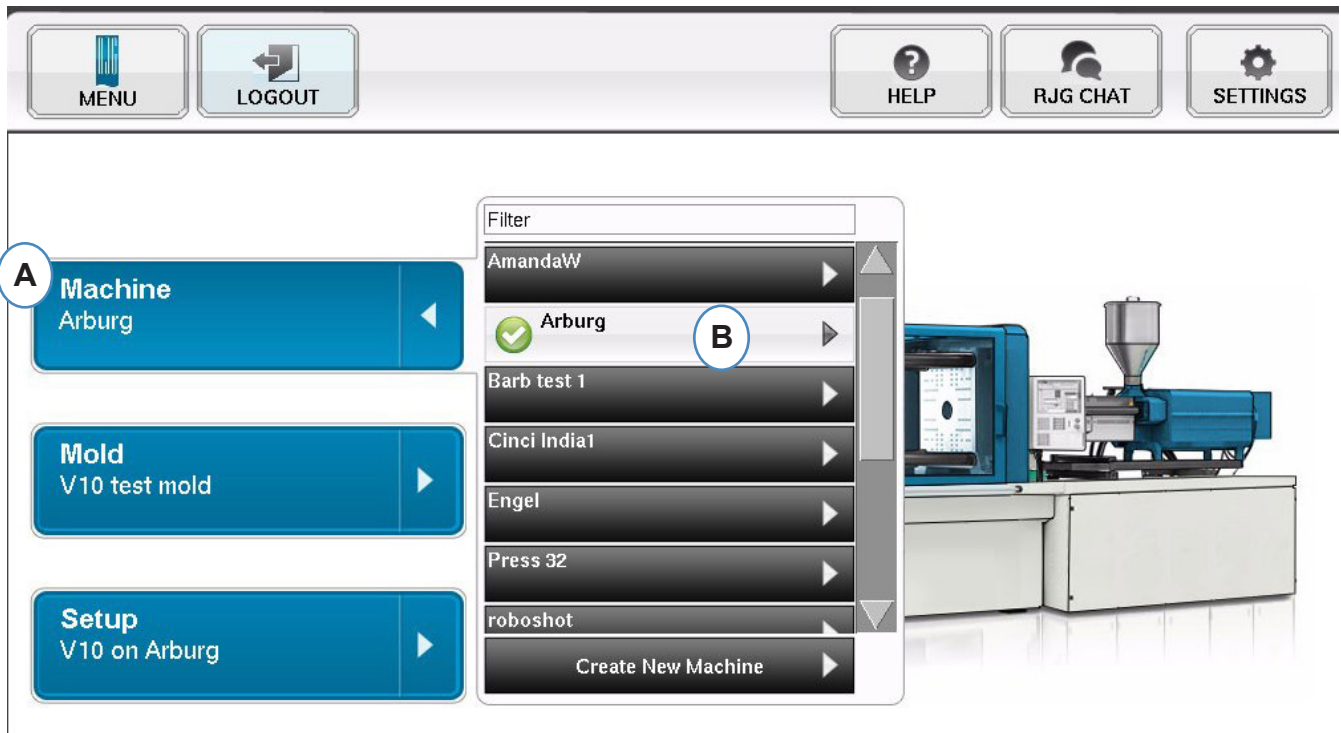 MENU
LOGOUT
HELP
RJG CHAT
SETTINGS
A
Machine
Arburg
Mold
V10 test mold
Setup
V10 on Arburg
Filter
AmandaW
Arburg
B
Barb test 1
Cinci India1
Engel
Press 32
roboshot
Create New Machine